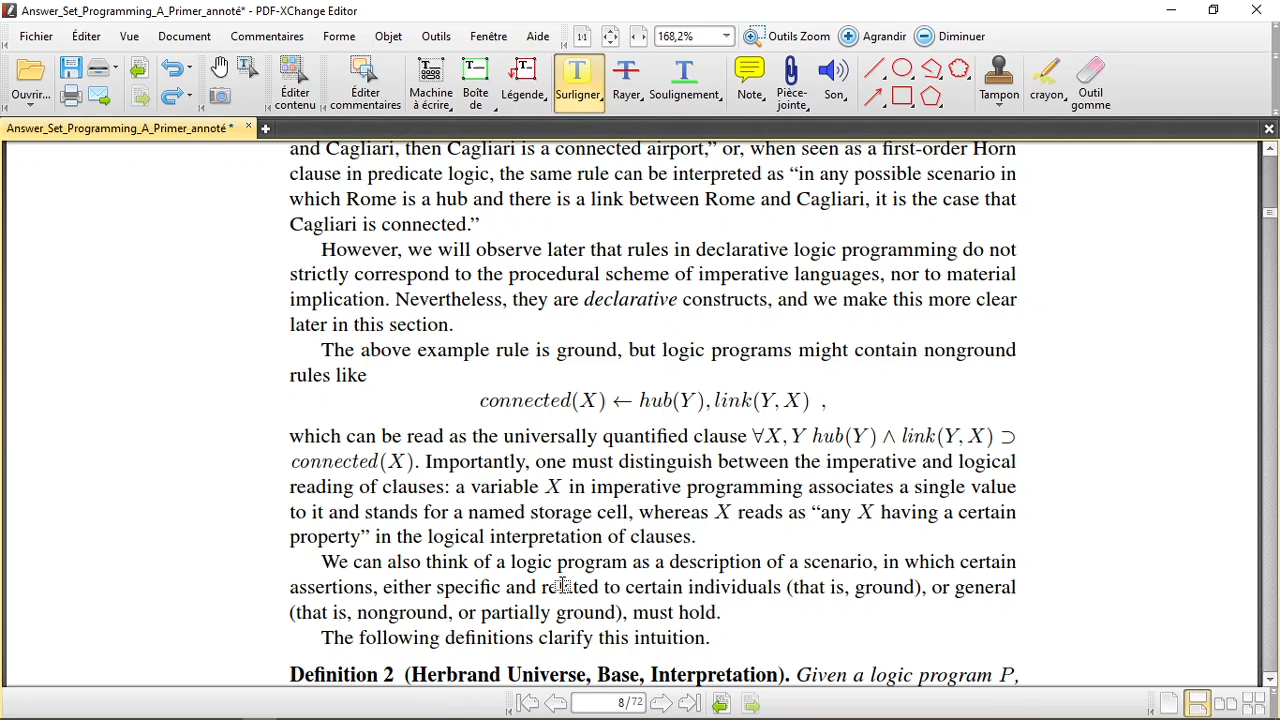 Answer_Set_Programming_A_Primer_annoté* - PDF-XChange Editor
Fichier Éditer Vue Document Commentaires Forme Objet Outils Fenêtre Aide 1:1 168,2% Outils Zoom Agrandir Diminuer
Ouvrir... Éditer contenu Éditer commentaires Machine à écrire Boîte de Légende Surligner Rayer Soulignement Note Pièce-jointe Son Tampon crayon Outil gomme
Answer_Set_Programming_A_Primer_annoté *
and Cagliari, then Cagliari is a connected airport,” or, when seen as a first-order Horn
clause in predicate logic, the same rule can be interpreted as “in any possible scenario in
which Rome is a hub and there is a link between Rome and Cagliari, it is the case that
Cagliari is connected.”
However, we will observe later that rules in declarative logic programming do not
strictly correspond to the procedural scheme of imperative languages, nor to material
implication. Nevertheless, they are declarative constructs, and we make this more clear
later in this section.
The above example rule is ground, but logic programs might contain nonground
rules like
connected(X) ← hub(Y), link(Y, X) ,
which can be read as the universally quantified clause ∀X, Y hub(Y) ∧ link(Y, X) ⊃
connected(X). Importantly, one must distinguish between the imperative and logical
reading of clauses: a variable X in imperative programming associates a single value
to it and stands for a named storage cell, whereas X reads as “any X having a certain
property” in the logical interpretation of clauses.
We can also think of a logic program as a description of a scenario, in which certain
assertions, either specific and related to certain individuals (that is, ground), or general
(that is, nonground, or partially ground), must hold.
The following definitions clarify this intuition.
Definition 2 (Herbrand Universe, Base, Interpretation). Given a logic program P,
8/72